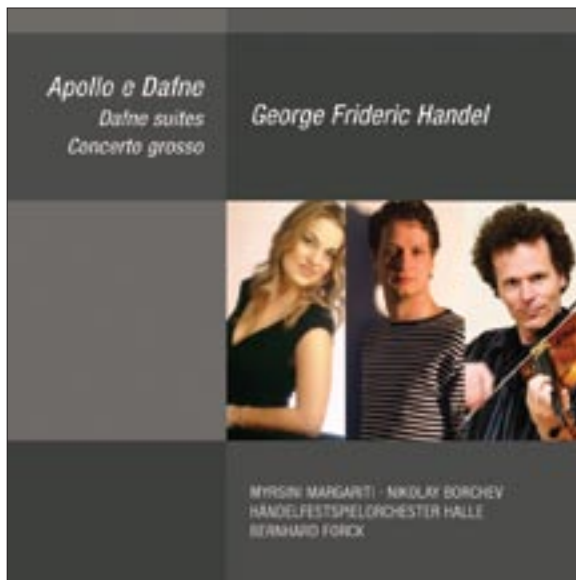 Apollo e Dafne
Dafne suites
Concerto grosso
George Frideric Handel
MYRSINI MARGARITI · NIKOLAY BORCHEV
HÄNDELFESTSPIELORCHESTER HALLE
BERNHARD FORCK